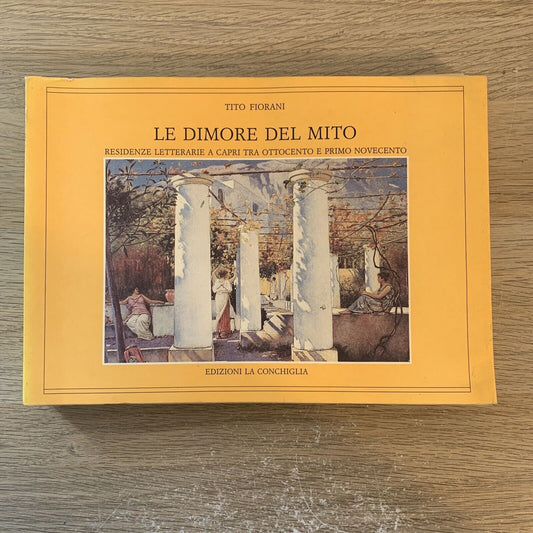 TITO FIORANI
LE DIMORE DEL MITO
RESIDENZE LETTERARIE A CAPRI TRA OTTOCENTO E PRIMO NOVECENTO
EDIZIONI LA CONCHIGLIA